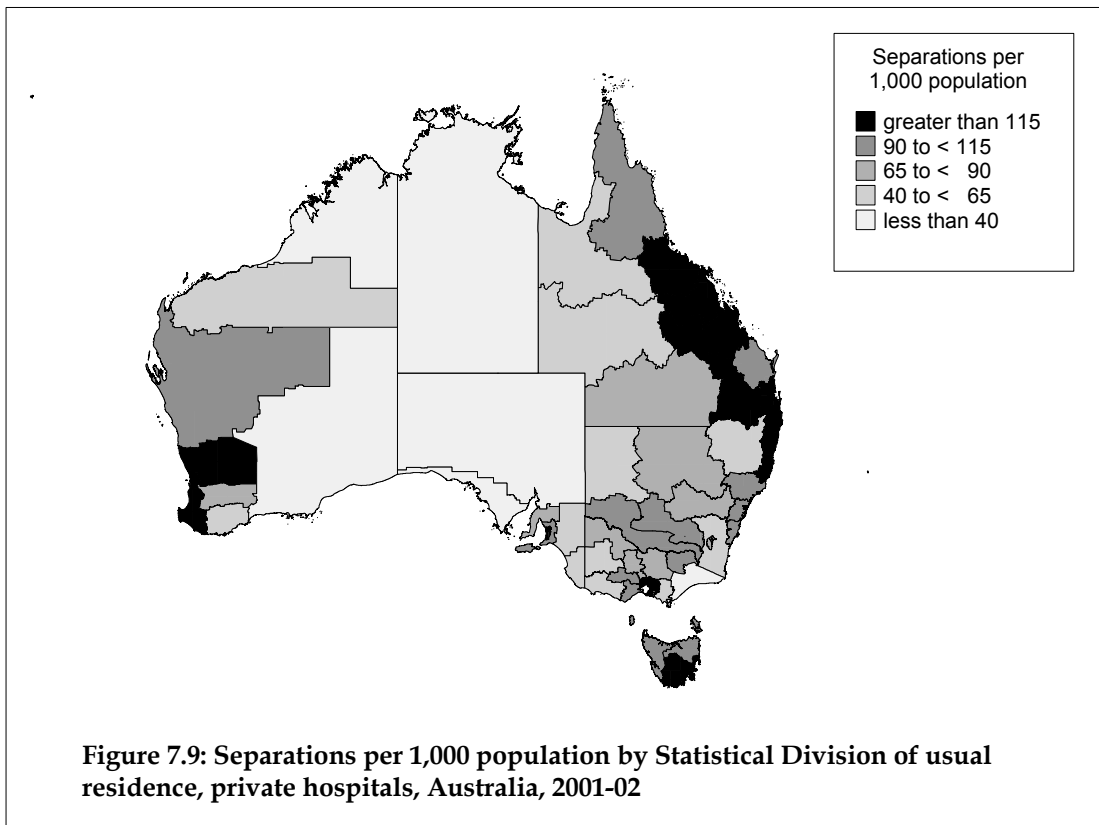 Separations per
1,000 population
greater than 115
90 to < 115
65 to < 90
40 to < 65
less than 40
Figure 7.9: Separations per 1,000 population by Statistical Division of usual
residence, private hospitals, Australia, 2001-02